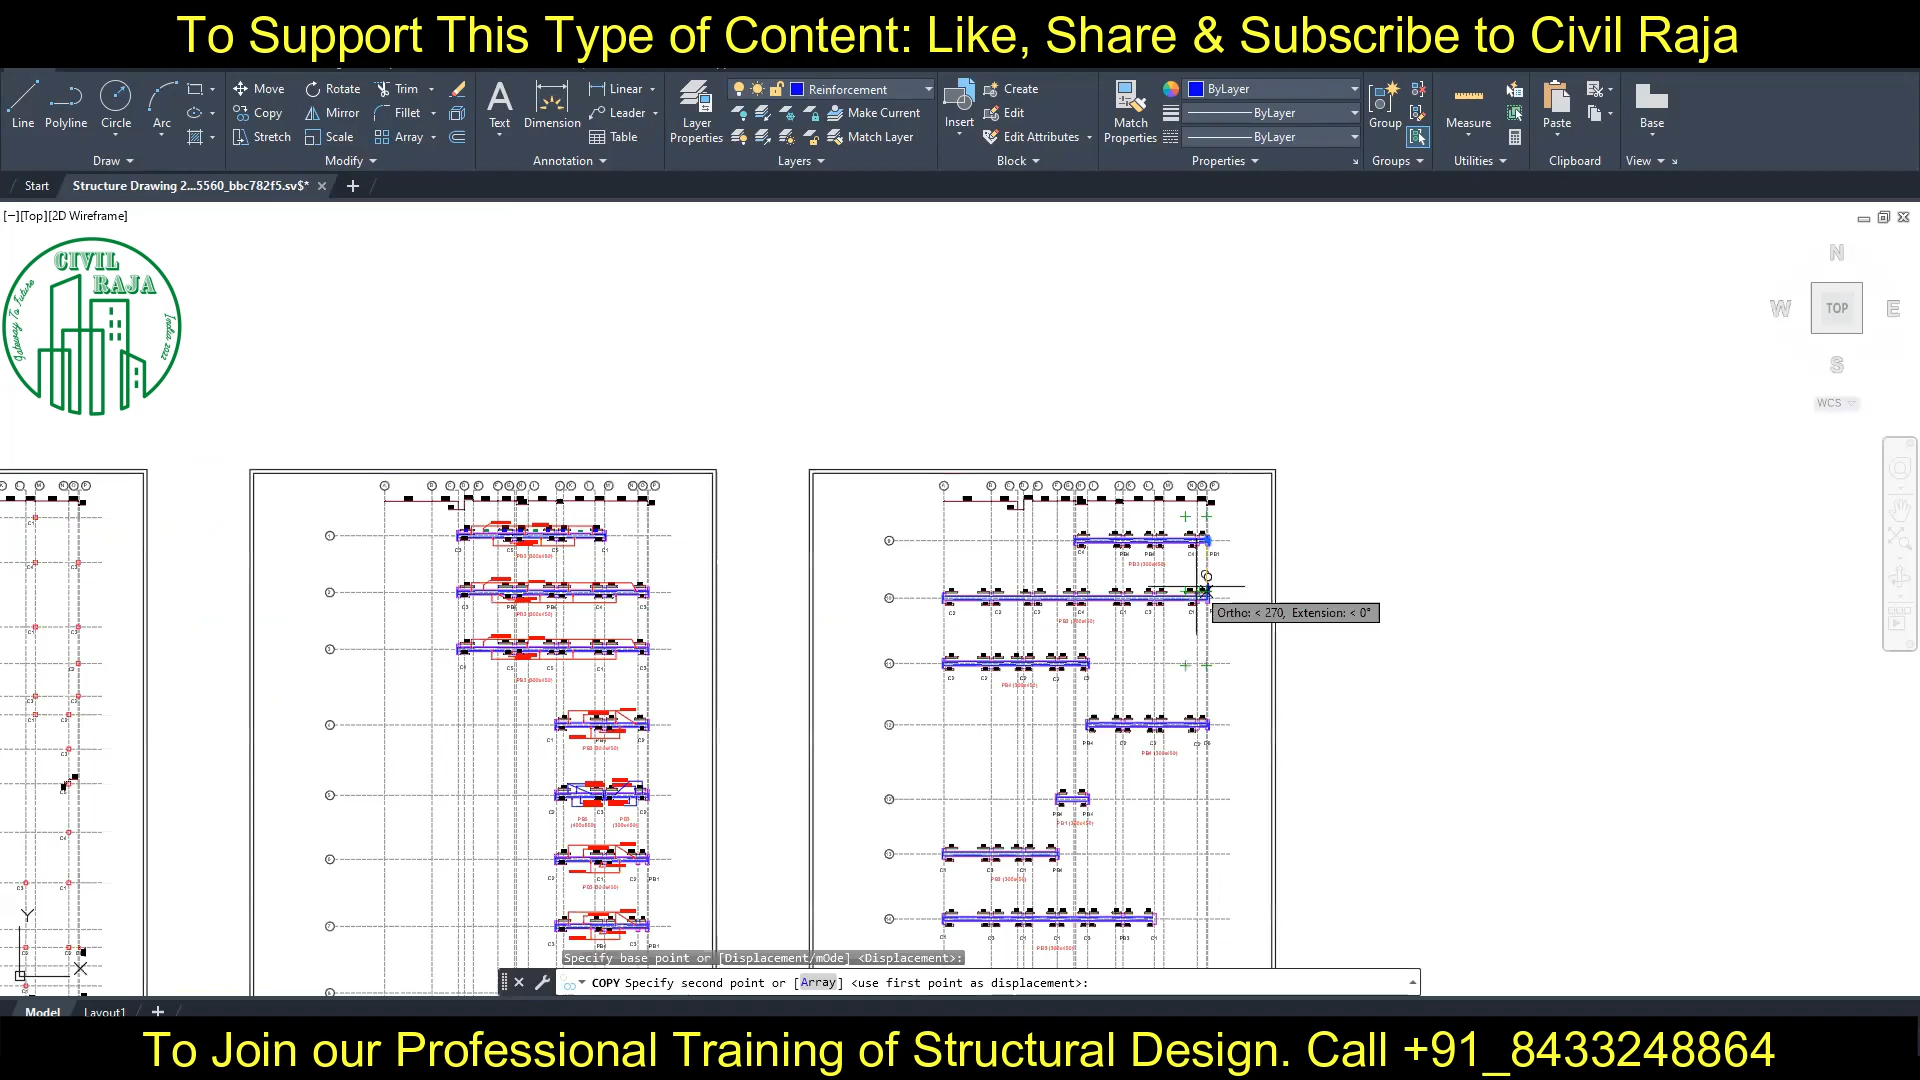 To Support This Type of Content: Like, Share & Subscribe to Civil Raja
Line
Polyline
Circle
Arc
Draw
Move
Rotate
Trim
Copy
Mirror
Fillet
Stretch
Scale
Array
Modify
Text
Dimension
Linear
Leader
Table
Annotation
Layer Properties
Reinforcement
Make Current
Match Layer
Layers
Insert
Create
Edit
Edit Attributes
Block
Match Properties
ByLayer
ByLayer
ByLayer
Properties
Group
Groups
Measure
Utilities
Paste
Clipboard
Base
View
Start
Structure Drawing 2...5560_bbc782f5.sv$*
[−][Top][2D Wireframe]
CIVIL
RAJA
Gateway To Future
India 2022
N
W
TOP
E
S
WCS
Ortho: < 270, Extension: < 0°
Y
X
Specify base point or [Displacement/mOde] <Displacement>:
COPY Specify second point or [Array] <use first point as displacement>:
Model
Layout1
To Join our Professional Training of Structural Design. Call +91_8433248864